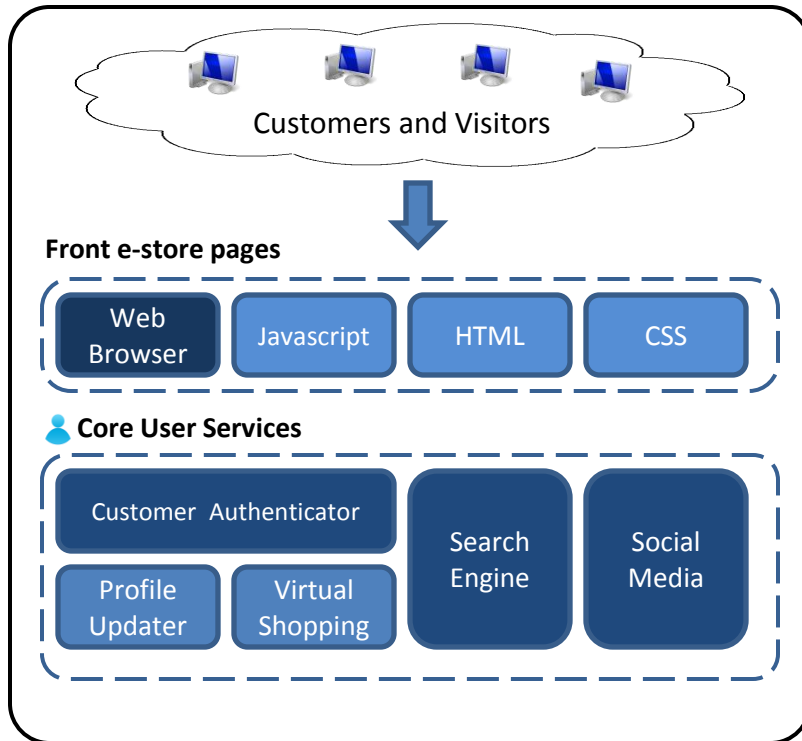 Customers and Visitors
Front e-store pages
Web
Browser
Javascript
HTML
CSS
Core User Services
Customer Authenticator
Search
Engine
Social
Media
Profile
Updater
Virtual
Shopping